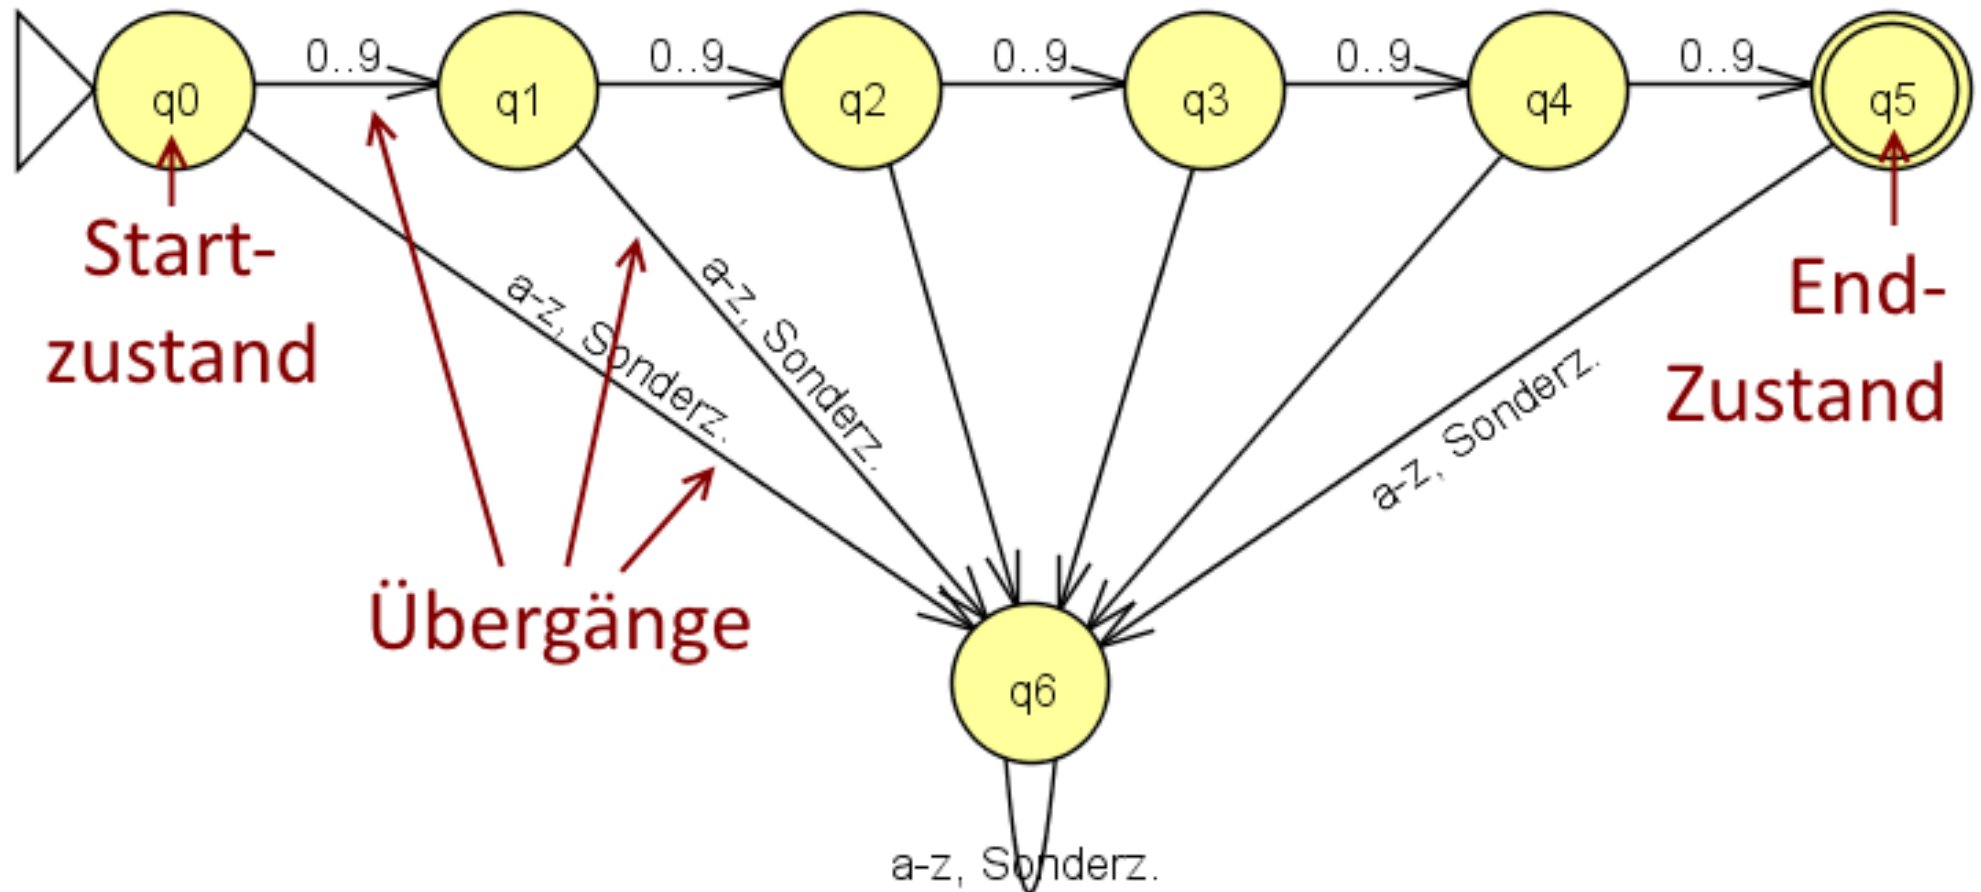 0..9
0..9
0..9
0..9
0..9
q0
q1
q2
q3
q4
q5
Start-
zustand
End-
Zustand
a-z, Sonderz.
a-z, Sonderz.
a-z, Sonderz.
Übergänge
q6
a-z, Sonderz.